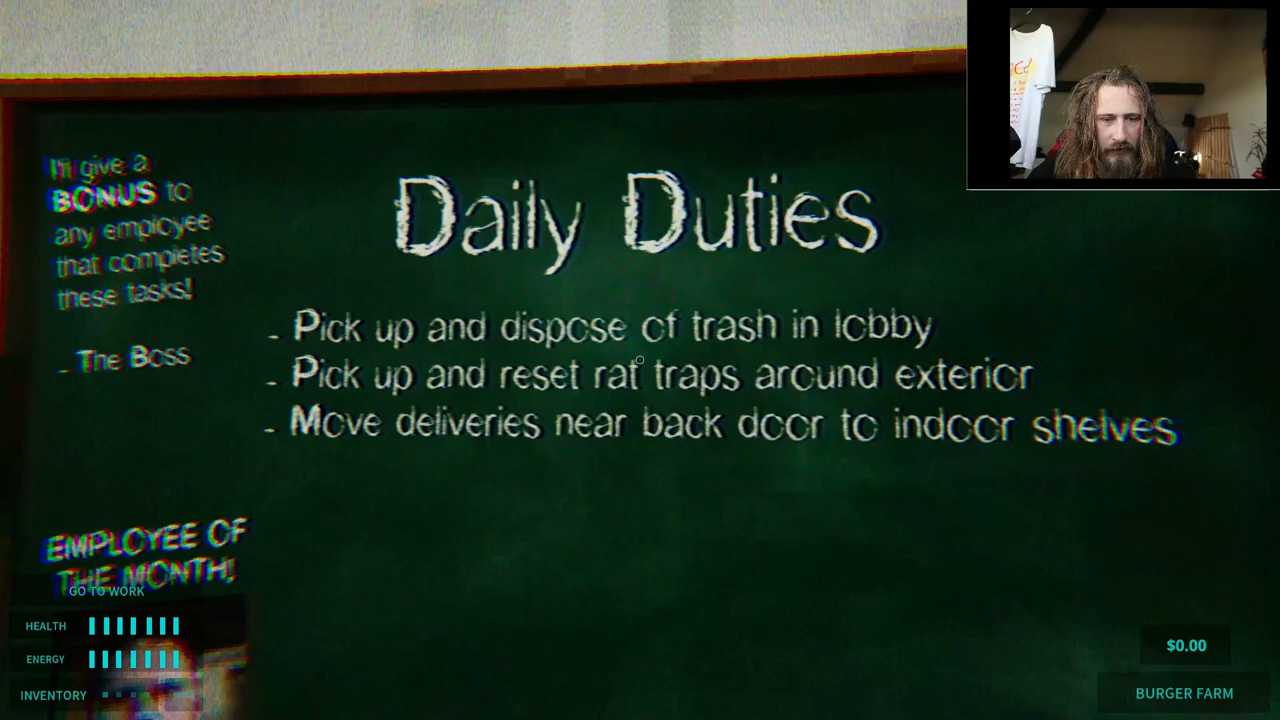 I'll give a
BONUS to
any employee
that completes
these tasks!
- The Boss
Daily Duties
- Pick up and dispose of trash in lobby
- Pick up and reset rat traps around exterior
- Move deliveries near back door to indoor shelves
EMPLOYEE OF
THE MONTH!
GO TO WORK
HEALTH
ENERGY
INVENTORY
$0.00
BURGER FARM